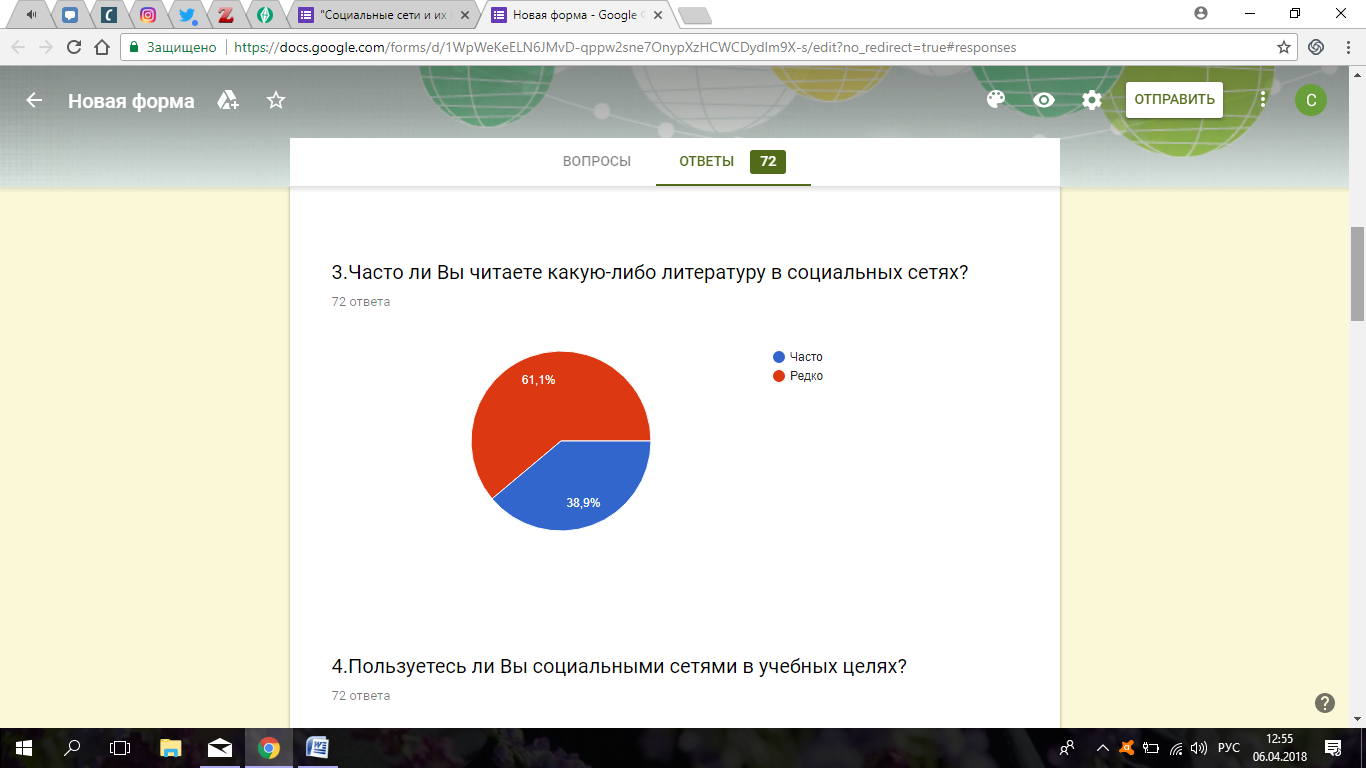 "Социальные сети и их
Новая форма - Google
Защищено
https://docs.google.com/forms/d/1WpWeKeELN6JMvD-qppw2sne7OnypXzHCWCDydlm9X-s/edit?no_redirect=true#responses
Новая форма
ОТПРАВИТЬ
С
ВОПРОСЫ
ОТВЕТЫ
72
3.Часто ли Вы читаете какую-либо литературу в социальных сетях?
72 ответа
Часто
Редко
61,1%
38,9%
4.Пользуетесь ли Вы социальными сетями в учебных целях?
72 ответа
РУС
12:55
06.04.2018